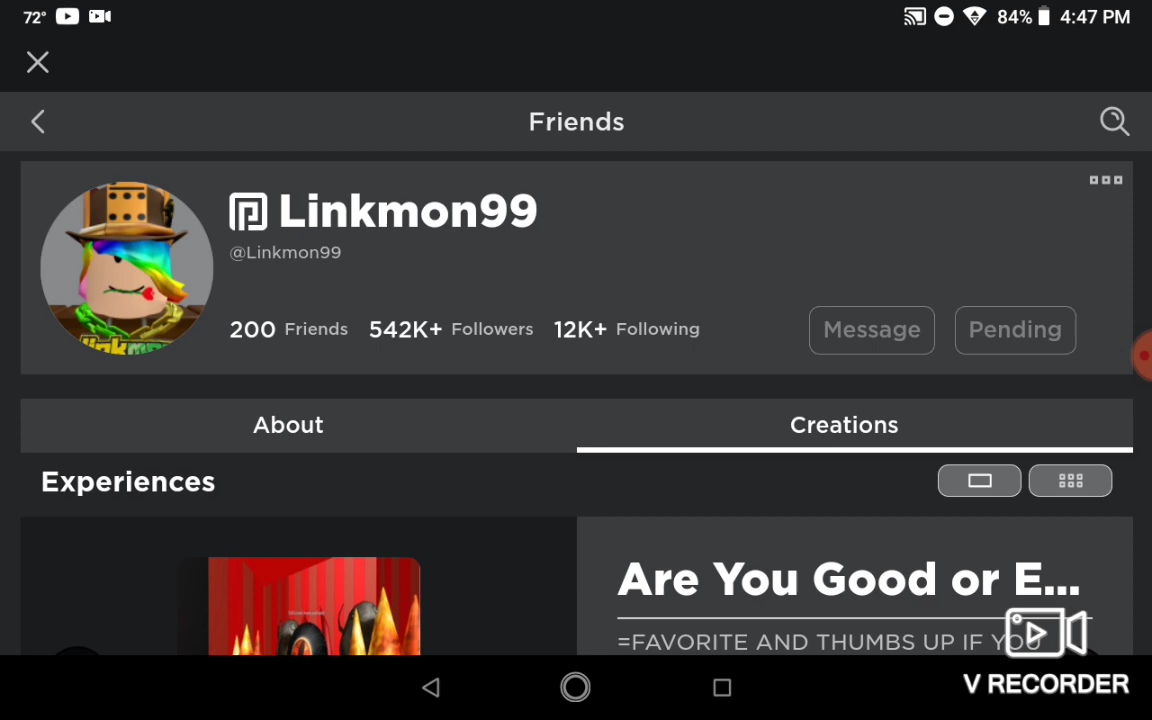 72° 84% 4:47 PM
Friends
Linkmon99
@Linkmon99
200 Friends 542K+ Followers 12K+ Following
Message Pending
About Creations
Experiences
Are You Good or E...
=FAVORITE AND THUMBS UP IF YOU
V RECORDER